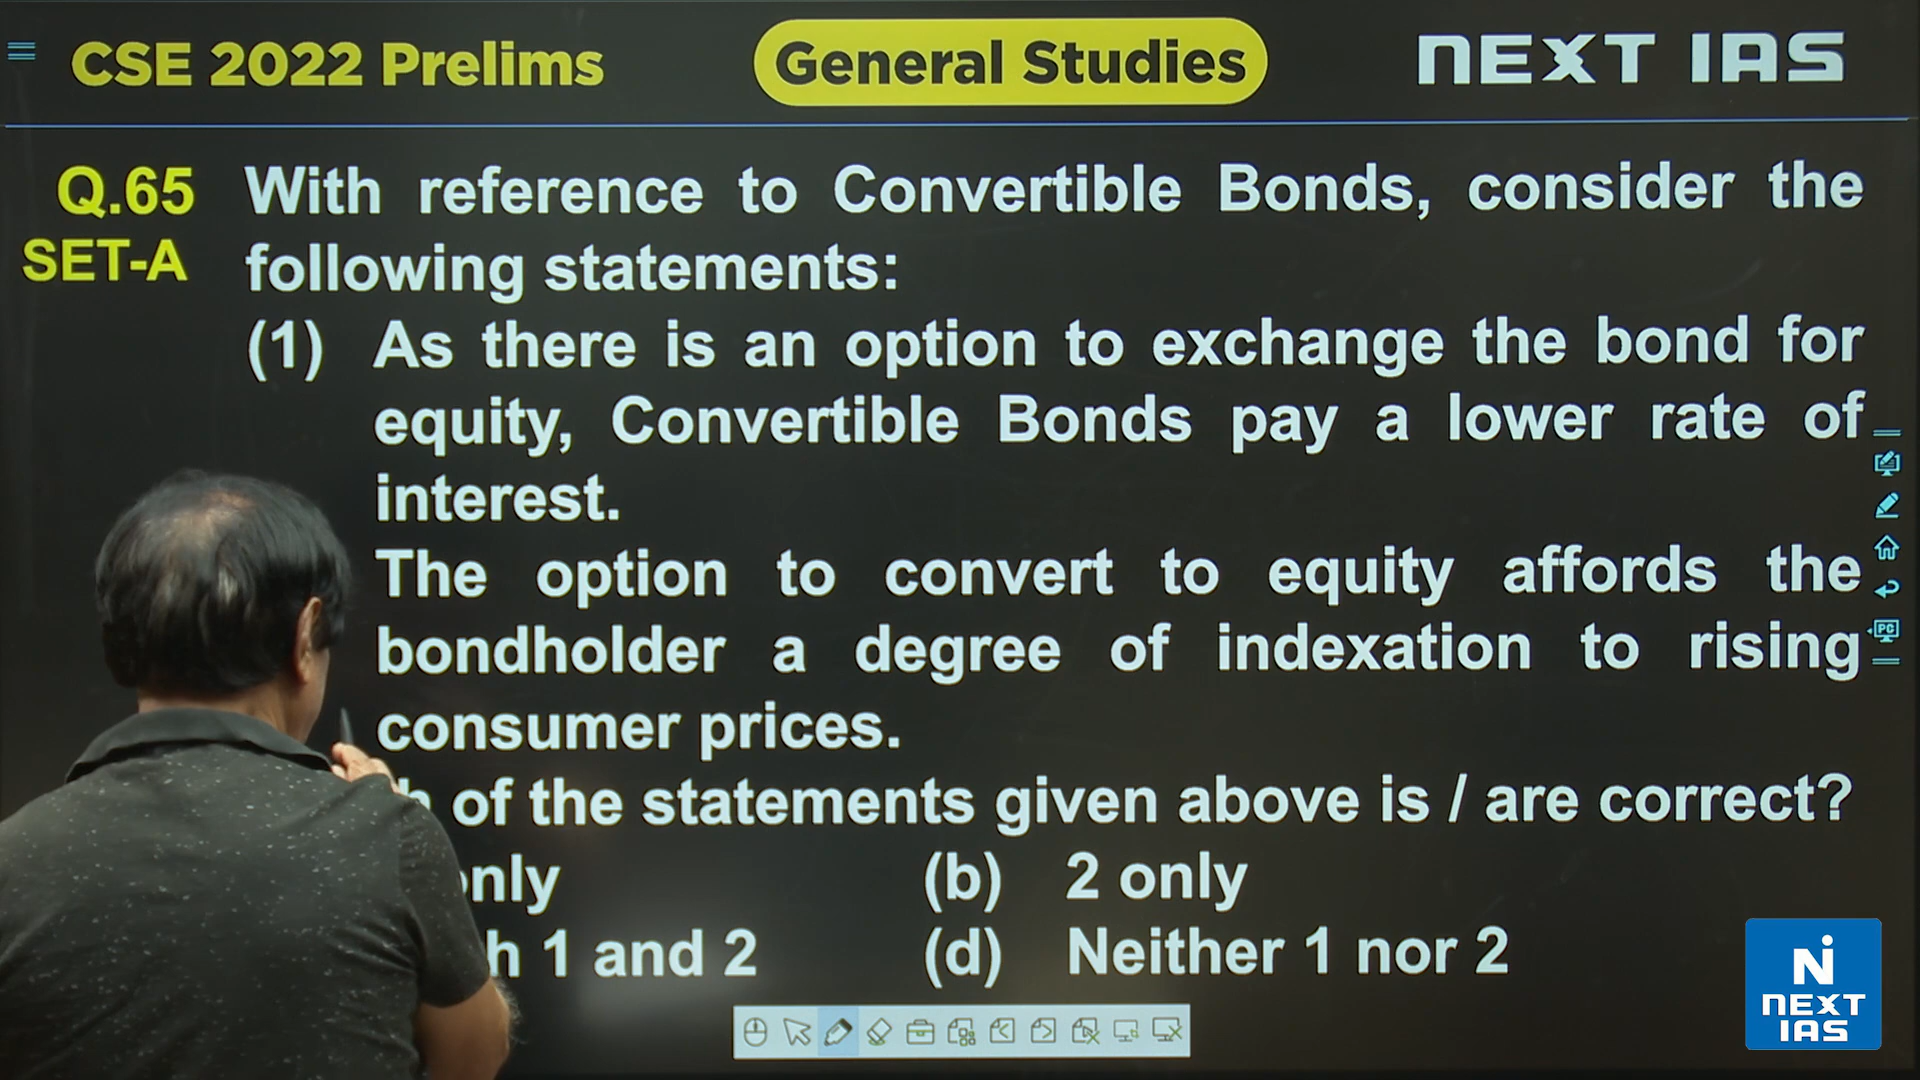 CSE 2022 Prelims
General Studies
NEXT IAS
Q.65 With reference to Convertible Bonds, consider the
SET-A following statements:
(1) As there is an option to exchange the bond for
equity, Convertible Bonds pay a lower rate of
interest.
The option to convert to equity affords the
bondholder a degree of indexation to rising
consumer prices.
of the statements given above is / are correct?
(b) 2 only
1 and 2 (d) Neither 1 nor 2
PC
N
NEXT
IAS